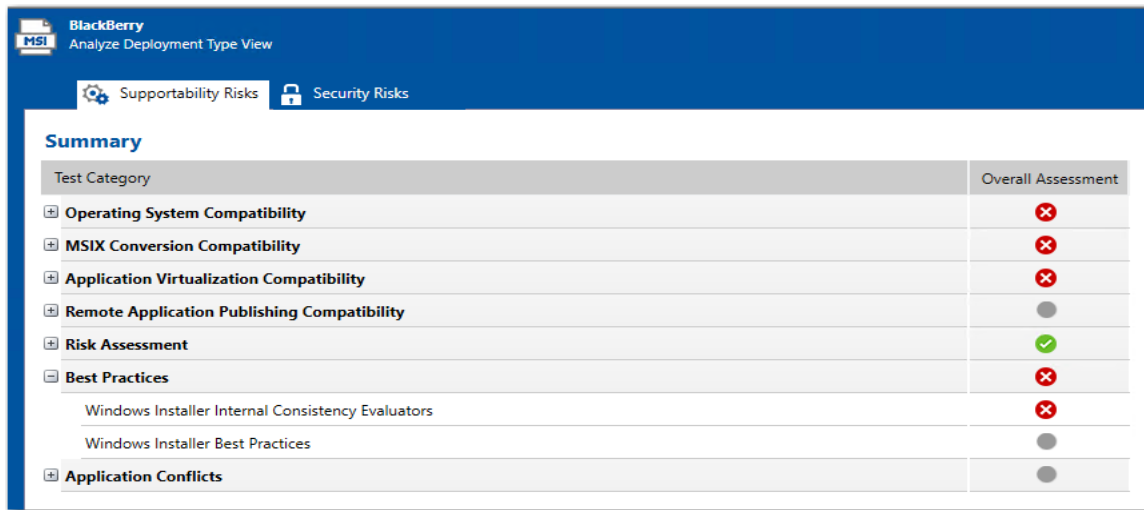 BlackBerry
MSI
Analyze Deployment Type View
Supportability Risks
Security Risks
Summary
Test Category
Overall Assessment
Operating System Compatibility
MSIX Conversion Compatibility
Application Virtualization Compatibility
Remote Application Publishing Compatibility
Risk Assessment
Best Practices
Windows Installer Internal Consistency Evaluators
Windows Installer Best Practices
Application Conflicts